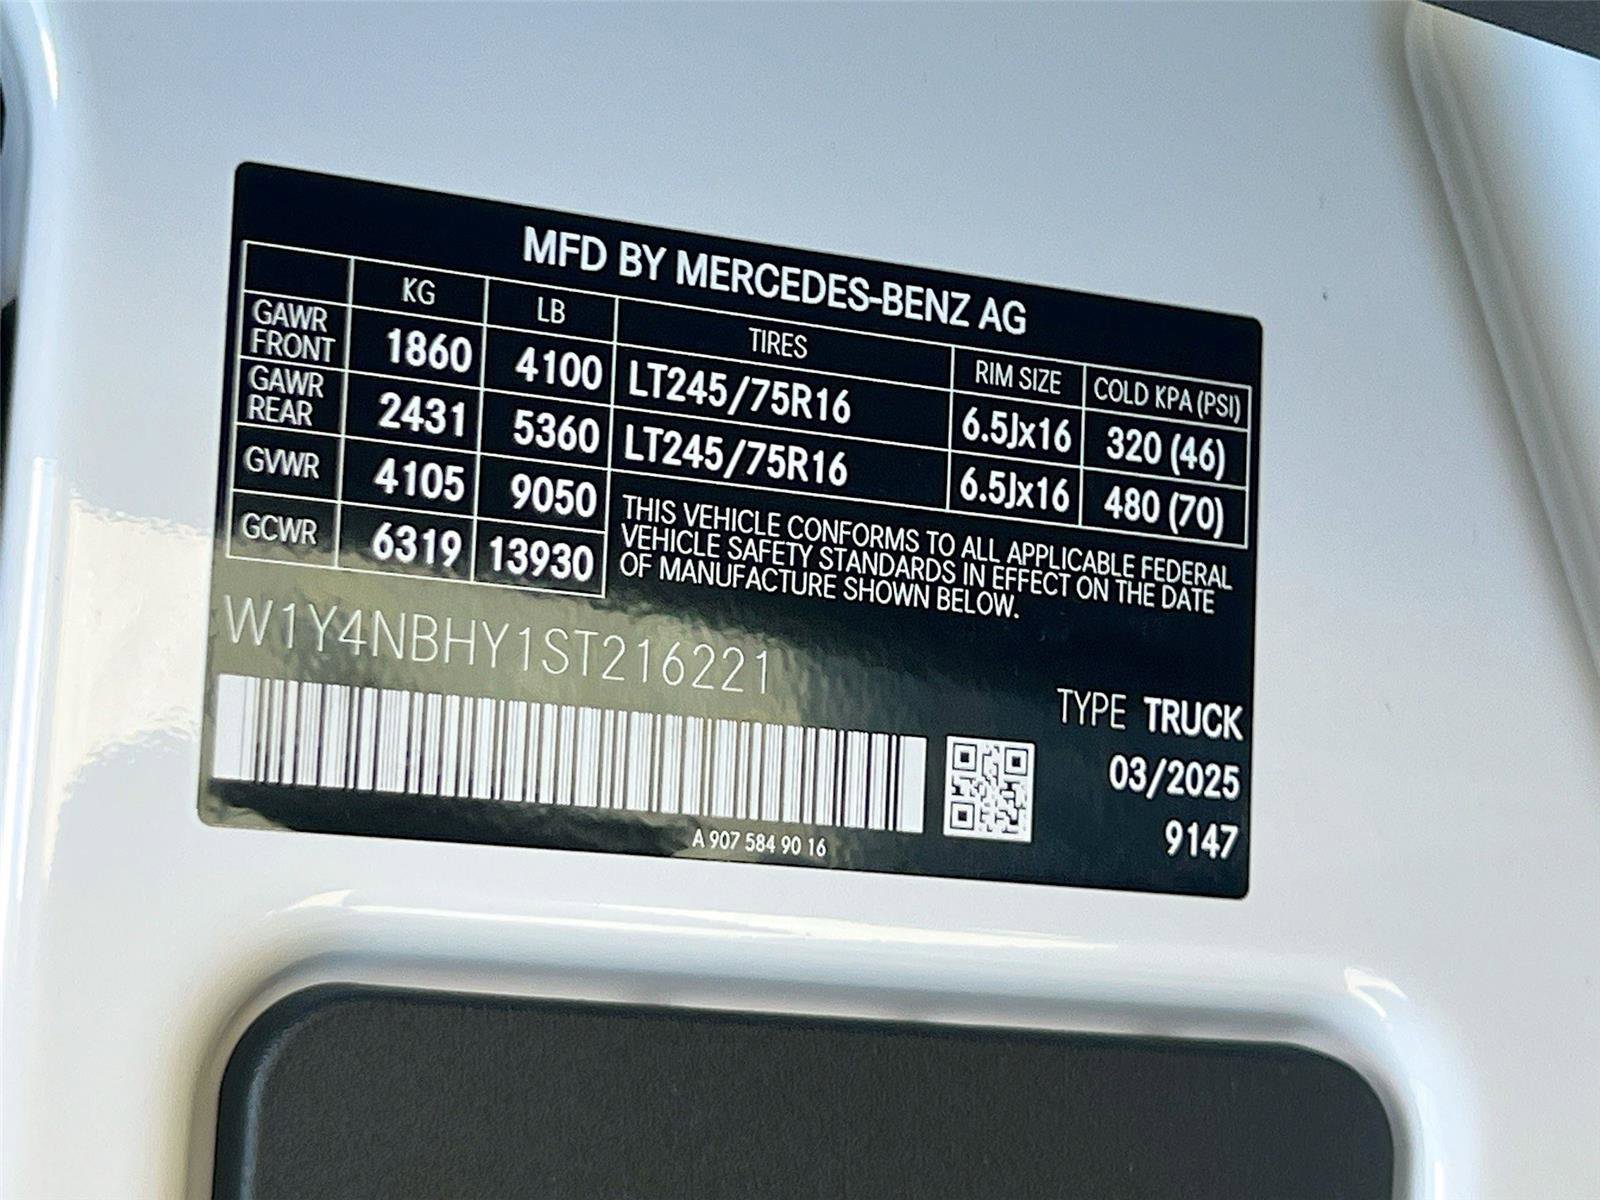 MFD BY MERCEDES-BENZ AG
KG LB TIRES RIM SIZE COLD KPA (PSI)
GAWR FRONT 1860 4100 LT245/75R16 6.5Jx16 320 (46)
GAWR REAR 2431 5360 LT245/75R16 6.5Jx16 480 (70)
GVWR 4105 9050
GCWR 6319 13930
THIS VEHICLE CONFORMS TO ALL APPLICABLE FEDERAL
VEHICLE SAFETY STANDARDS IN EFFECT ON THE DATE
OF MANUFACTURE SHOWN BELOW.
W1Y4NBHY1ST216221
TYPE TRUCK
03/2025
9147
A 907 584 90 16